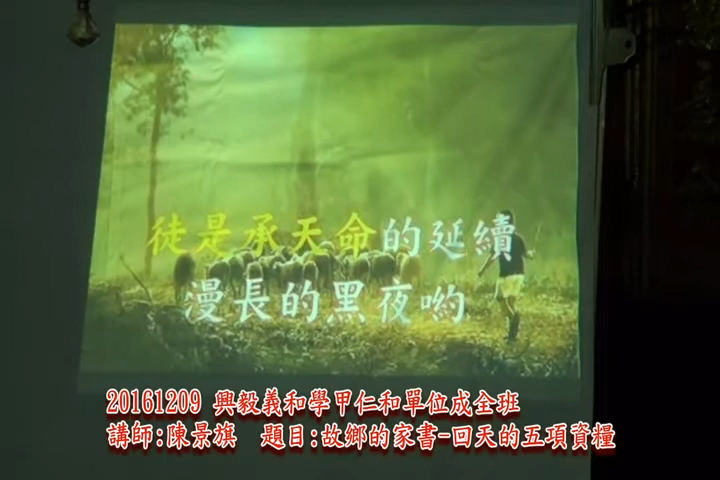 徒是承天命的延續
漫長的黑夜喲
20161209 興毅義和學甲仁和單位成全班
講師:陳景旗 題目:故鄉的家書-回天的五項資糧